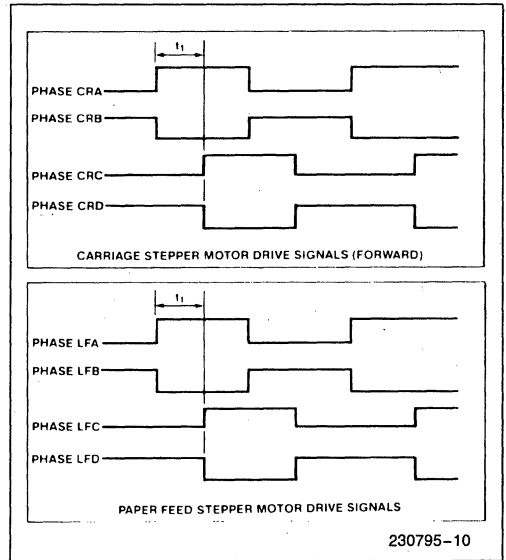 t1
PHASE CRA
PHASE CRB
PHASE CRC
PHASE CRD
CARRIAGE STEPPER MOTOR DRIVE SIGNALS (FORWARD)
t1
PHASE LFA
PHASE LFB
PHASE LFC
PHASE LFD
PAPER FEED STEPPER MOTOR DRIVE SIGNALS
230795–10